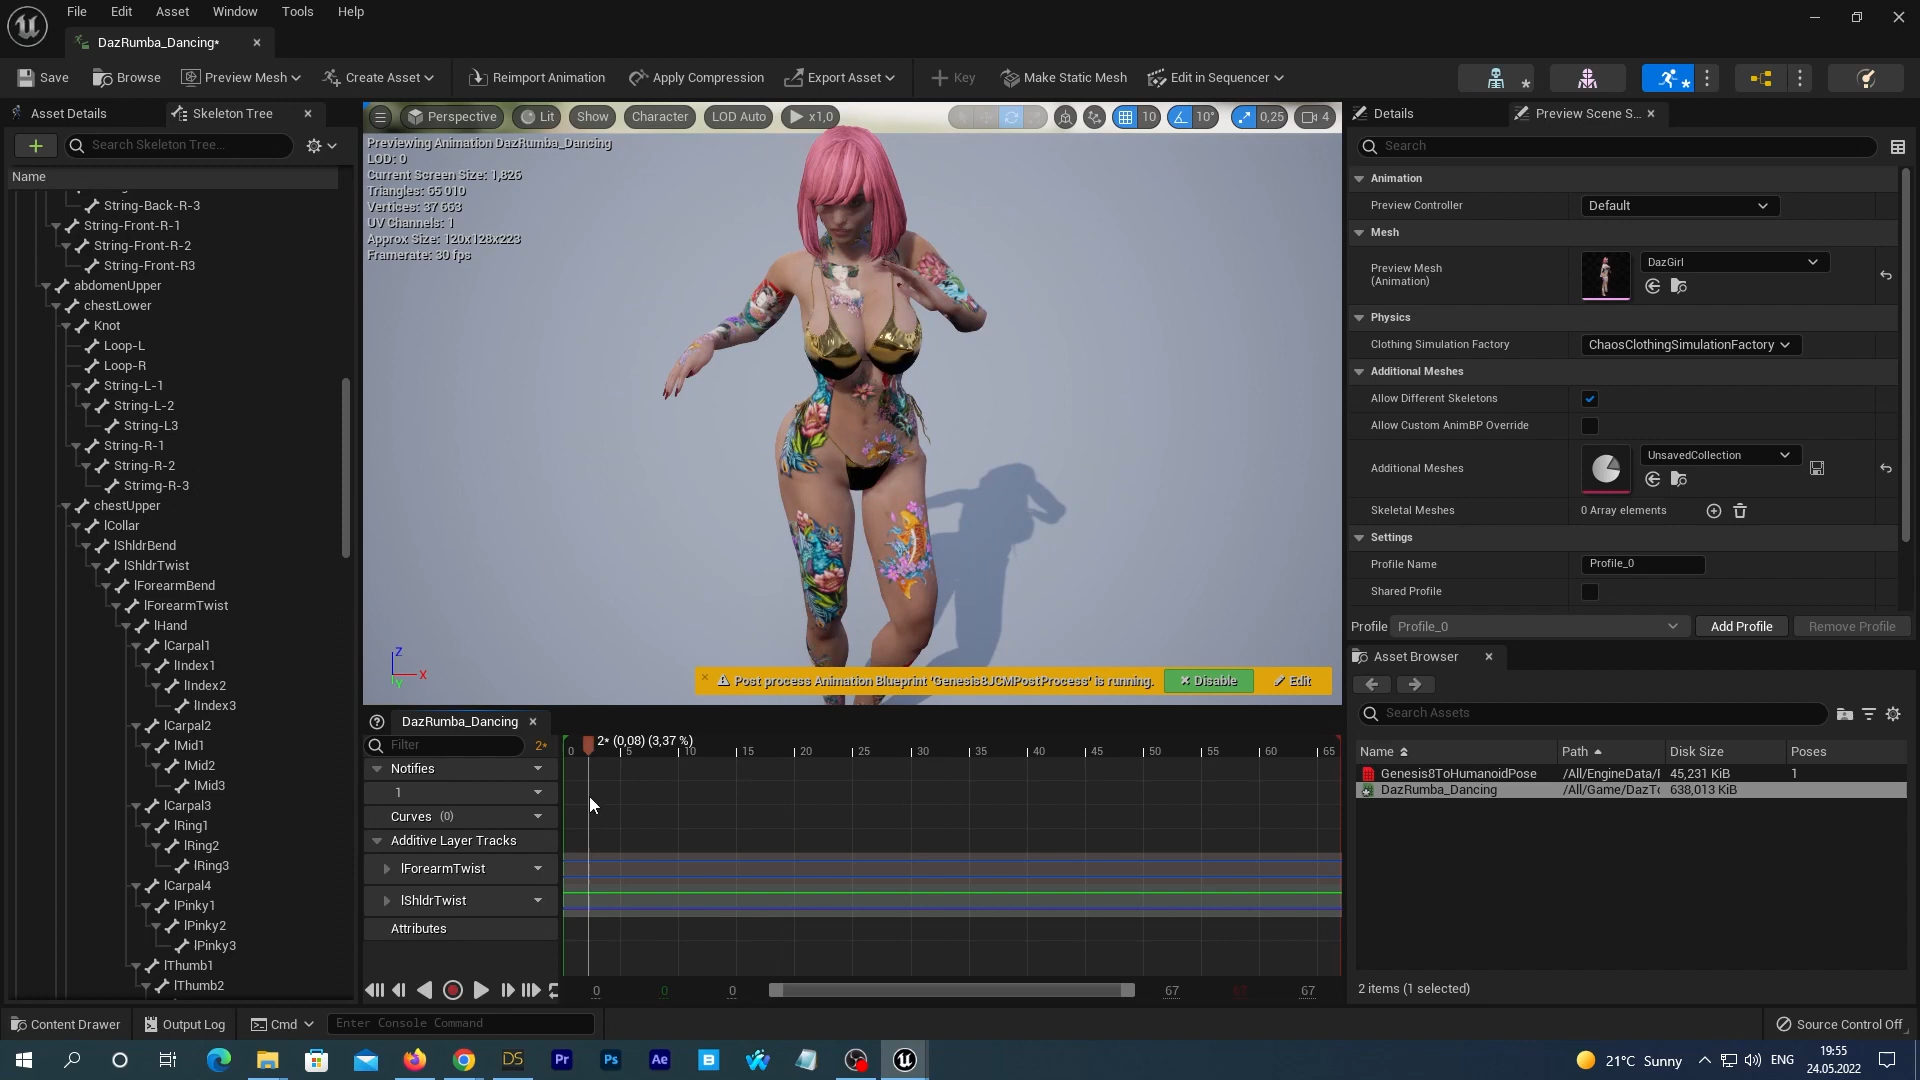 File Edit Asset Window Tools Help
DazRumba_Dancing*
Save Browse Preview Mesh Create Asset Reimport Animation Apply Compression Export Asset Key Make Static Mesh Edit in Sequencer
Asset Details Skeleton Tree
Search Skeleton Tree...
Name
String-Back-R-3
String-Front-R-1
String-Front-R-2
String-Front-R3
abdomenUpper
chestLower
Knot
Loop-L
Loop-R
String-L-1
String-L-2
String-L3
String-R-1
String-R-2
Strimg-R-3
chestUpper
lCollar
lShldrBend
lShldrTwist
lForearmBend
lForearmTwist
lHand
lCarpal1
lIndex1
lIndex2
lIndex3
lCarpal2
lMid1
lMid2
lMid3
lCarpal3
lRing1
lRing2
lRing3
lCarpal4
lPinky1
lPinky2
lPinky3
lThumb1
lThumb2
Perspective Lit Show Character LOD Auto x1,0 10 10° 0,25 4
Previewing Animation DazRumba_Dancing
LOD: 0
Current Screen Size: 1,826
Triangles: 65 010
Vertices: 37 663
UV Channels: 1
Approx Size: 120x128x223
Framerate: 30 fps
Z
X
Y
Post process Animation Blueprint 'Genesis8JCMPostProcess' is running. Disable Edit
DazRumba_Dancing
Filter 2*
2* (0,08) (3,37 %)
0 5 10 15 20 25 30 35 40 45 50 55 60 65
Notifies
1
Curves (0)
Additive Layer Tracks
lForearmTwist
lShldrTwist
Attributes
0 0 0 67 67 67
Details Preview Scene S...
Search
Animation
Preview Controller Default
Mesh
Preview Mesh
(Animation)
DazGirl
Physics
Clothing Simulation Factory ChaosClothingSimulationFactory
Additional Meshes
Allow Different Skeletons
Allow Custom AnimBP Override
Additional Meshes UnsavedCollection
Skeletal Meshes 0 Array elements
Settings
Profile Name Profile_0
Shared Profile
Profile Profile_0 Add Profile Remove Profile
Asset Browser
Search Assets
Name Path Disk Size Poses
Genesis8ToHumanoidPose /All/EngineData/ 45,231 KiB 1
DazRumba_Dancing /All/Game/DazTo 638,013 KiB
2 items (1 selected)
Content Drawer Output Log Cmd Enter Console Command Source Control Off
DS Pr Ps Ae B 21°C Sunny ENG
19:55
24.05.2022